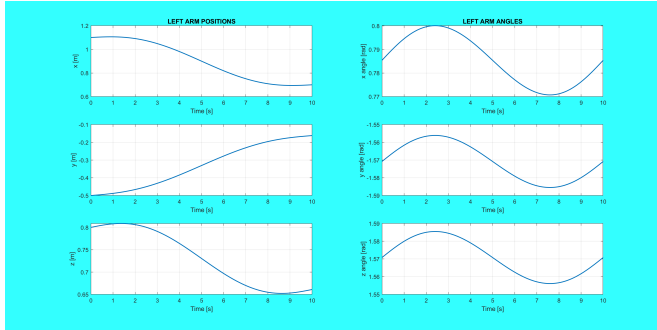 LEFT ARM POSITIONS
1.2
1
0.8
0.6
x [m]
0 1 2 3 4 5 6 7 8 9 10
Time [s]
LEFT ARM ANGLES
0.8
0.79
0.78
0.77
x angle [rad]
0 1 2 3 4 5 6 7 8 9 10
Time [s]
-0.1
-0.2
-0.3
-0.4
-0.5
y [m]
0 1 2 3 4 5 6 7 8 9 10
Time [s]
-1.55
-1.56
-1.57
-1.58
-1.59
y angle [rad]
0 1 2 3 4 5 6 7 8 9 10
Time [s]
0.8
0.75
0.7
0.65
z [m]
0 1 2 3 4 5 6 7 8 9 10
Time [s]
1.59
1.58
1.57
1.56
1.55
z angle [rad]
0 1 2 3 4 5 6 7 8 9 10
Time [s]